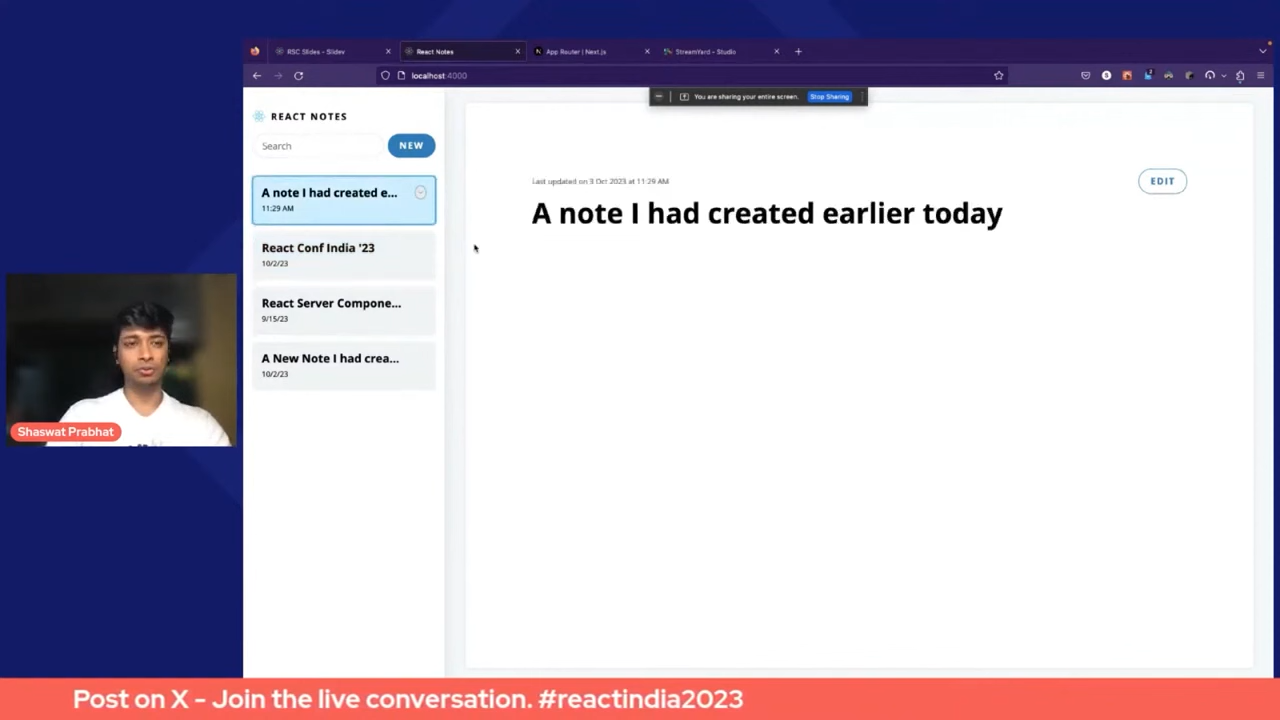 RSC Slides - Slidev
React Notes
App Router | Next.js
StreamYard - Studio
localhost:4000
You are sharing your entire screen.
Stop Sharing
REACT NOTES
Search
NEW
A note I had created e...
11:29 AM
React Conf India '23
10/2/23
React Server Compone...
9/15/23
A New Note I had crea...
10/2/23
Last updated on 3 Oct 2023 at 11:29 AM
EDIT
A note I had created earlier today
Shaswat Prabhat
Post on X - Join the live conversation. #reactindia2023